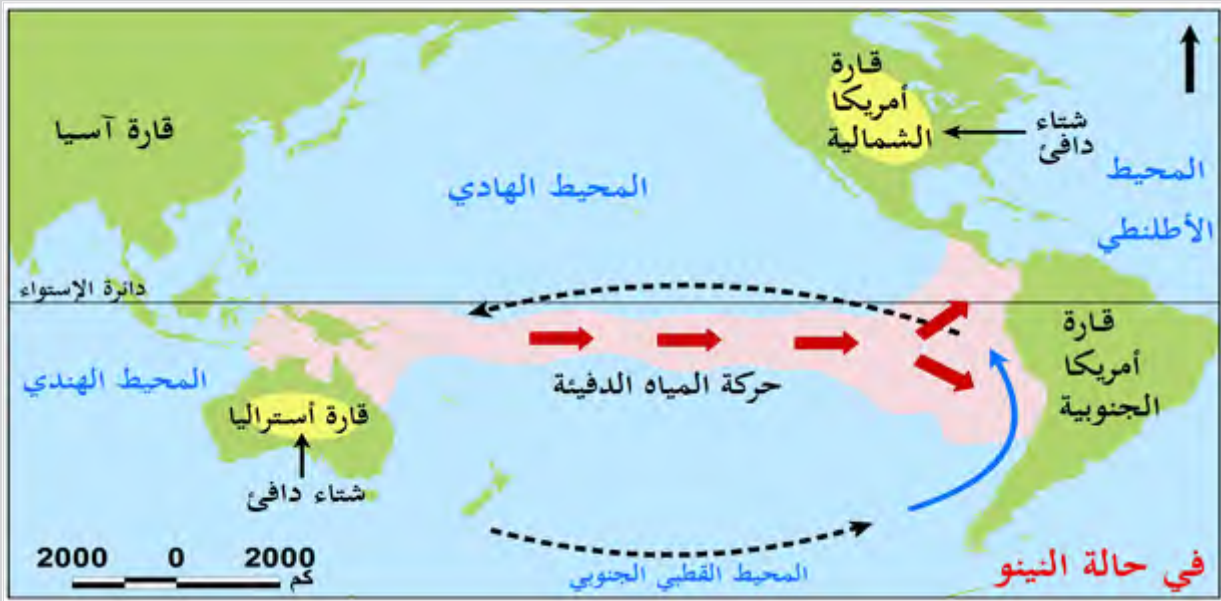 قارة
أمريكا
الشمالية
شتاء
دافئ
قارة آسيا
المحيط
الأطلنطي
المحيط الهادي
دائرة الإستواء
قارة
أمريكا
الجنوبية
المحيط الهندي
حركة المياه الدفيئة
قارة أستراليا
شتاء دافئ
2000 0 2000
كم
المحيط القطبي الجنوبي
في حالة النينو